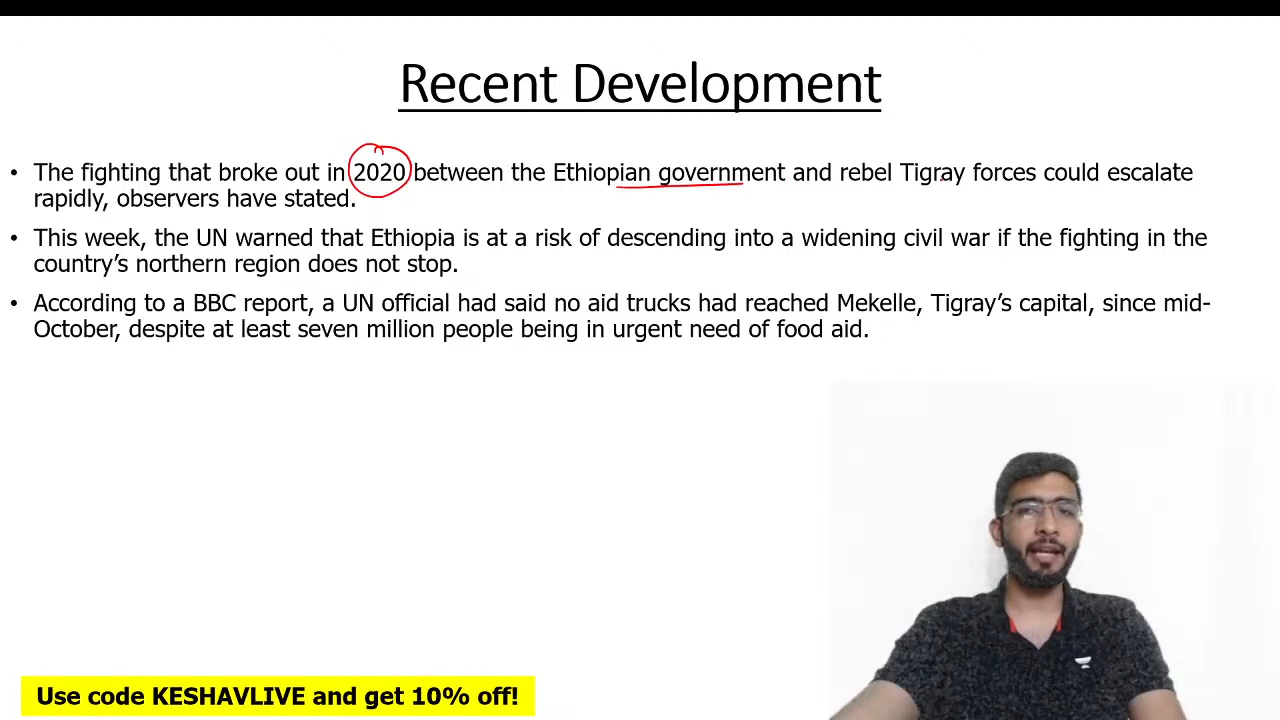 Recent Development
• The fighting that broke out in 2020 between the Ethiopian government and rebel Tigray forces could escalate
rapidly, observers have stated.
• This week, the UN warned that Ethiopia is at a risk of descending into a widening civil war if the fighting in the
country’s northern region does not stop.
• According to a BBC report, a UN official had said no aid trucks had reached Mekelle, Tigray’s capital, since mid-
October, despite at least seven million people being in urgent need of food aid.
Use code KESHAVLIVE and get 10% off!